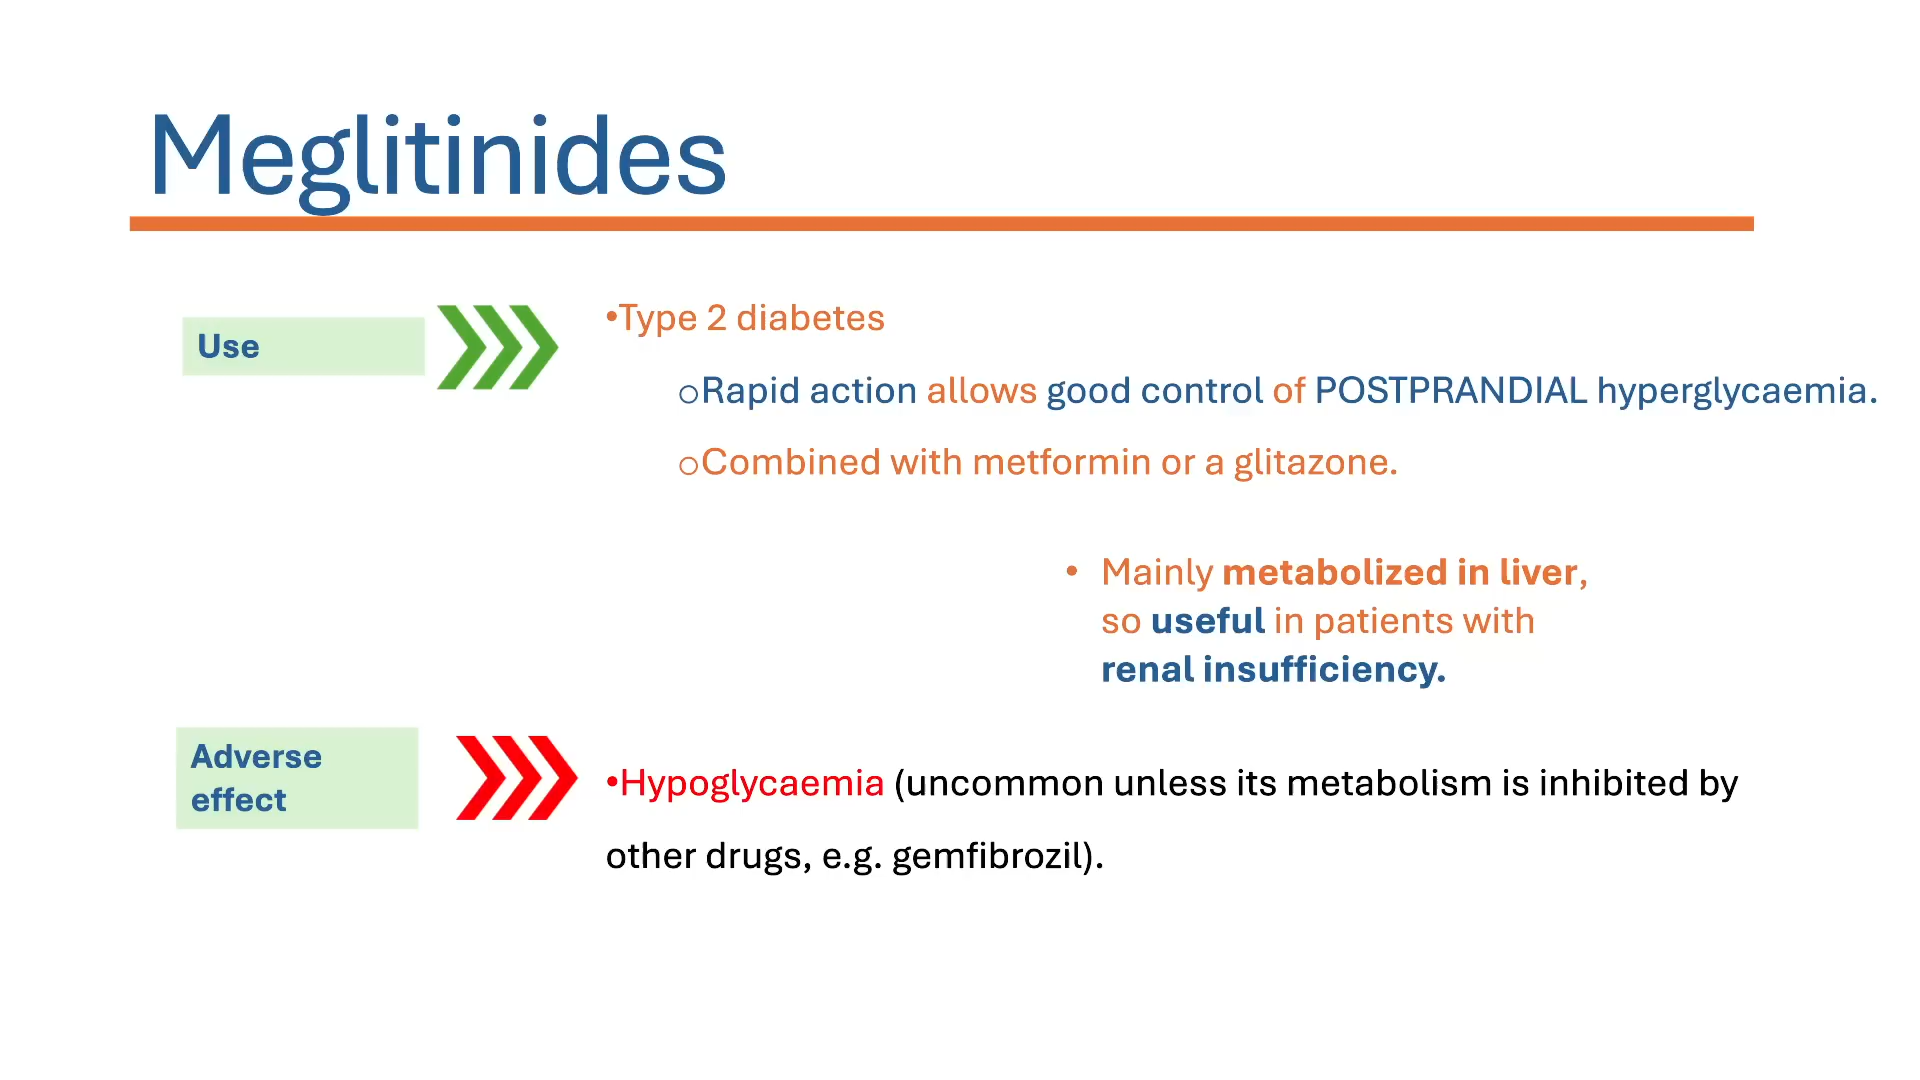 Meglitinides
Use
•Type 2 diabetes
oRapid action allows good control of POSTPRANDIAL hyperglycaemia.
oCombined with metformin or a glitazone.
• Mainly metabolized in liver,
so useful in patients with
renal insufficiency.
Adverse
effect
•Hypoglycaemia (uncommon unless its metabolism is inhibited by
other drugs, e.g. gemfibrozil).